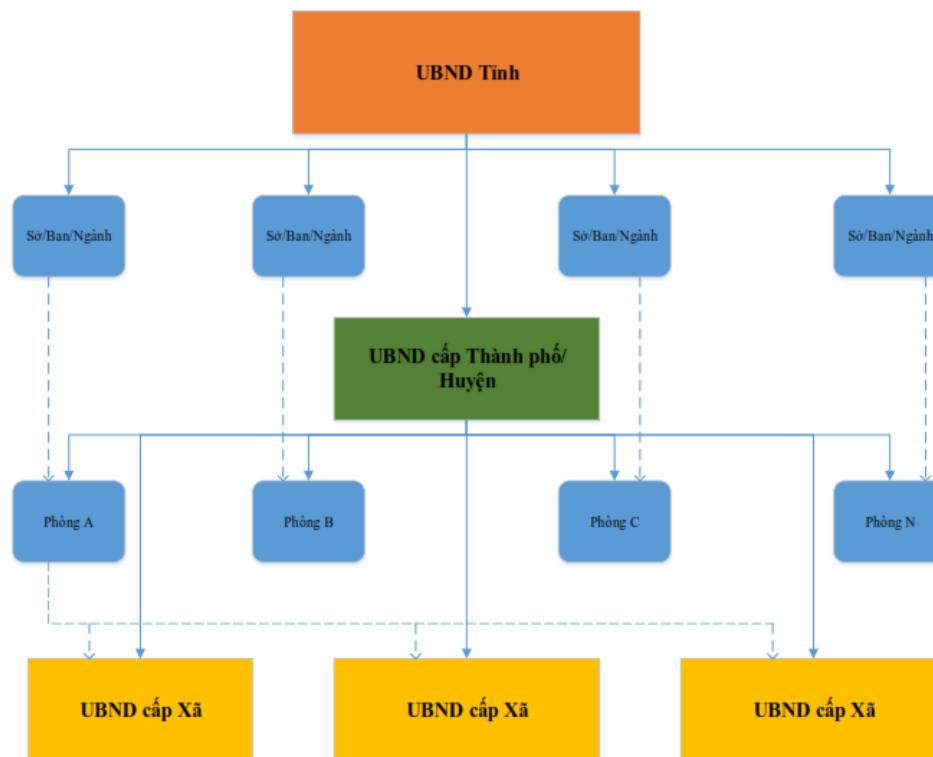 UBND Tỉnh
Sở/Ban/Ngành
Sở/Ban/Ngành
Sở/Ban/Ngành
Sở/Ban/Ngành
UBND cấp Thành phố/
Huyện
Phòng A
Phòng B
Phòng C
Phòng N
UBND cấp Xã
UBND cấp Xã
UBND cấp Xã